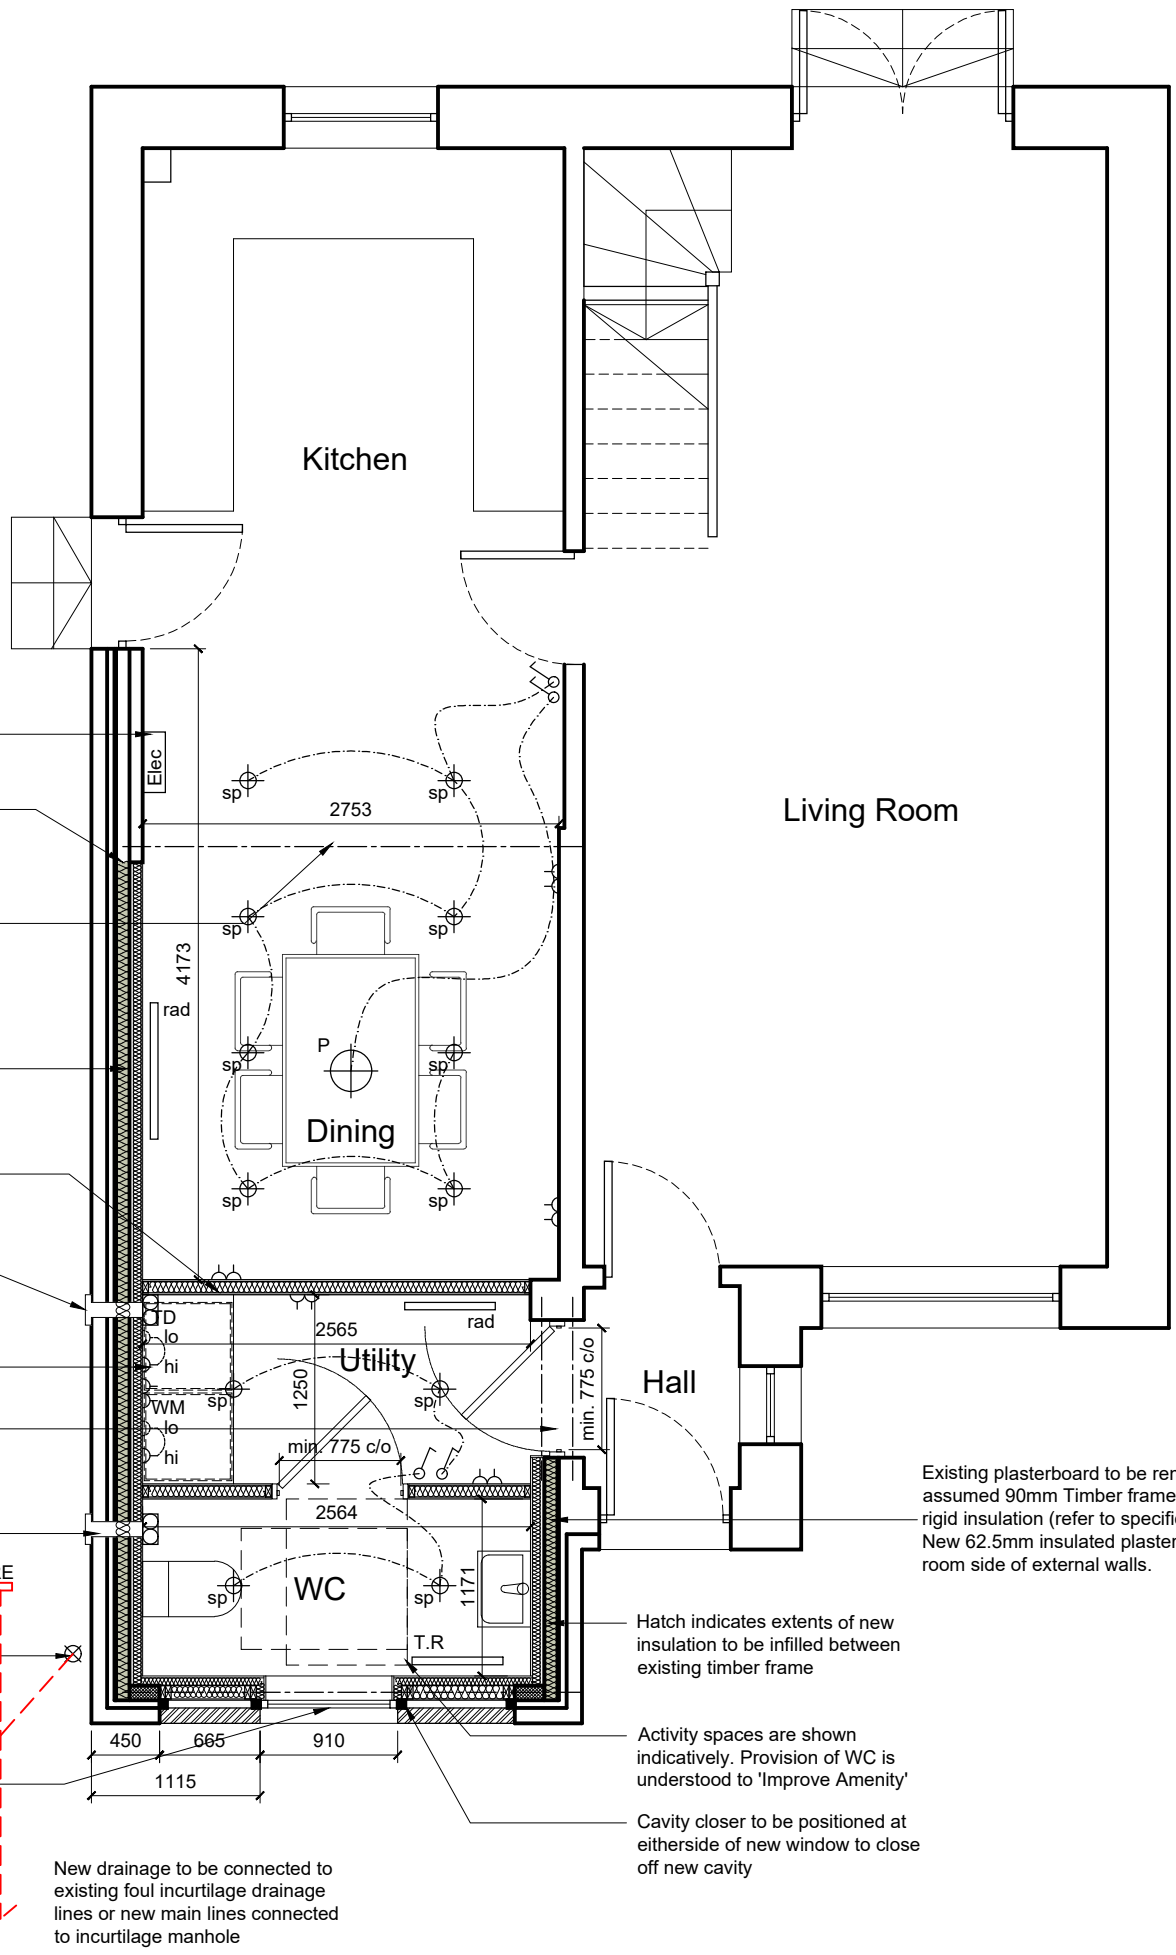 Kitchen
Elec
sp
sp
2753
Living Room
sp
sp
4173
rad
P
sp
sp
Dining
sp
sp
TD
lo
hi
2565
rad
Utility
1250
min. 775 c/o
Hall
WM
lo
hi
sp
sp
min. 775 c/o
2564
WC
sp
sp
1171
T.R
Existing plasterboard to be
assumed 90mm Timber frame
rigid insulation (refer to
New 62.5mm insulated
room side of external walls.
Hatch indicates extents of new
insulation to be infilled between
existing timber frame
450
665
910
1115
Activity spaces are shown
indicatively. Provision of WC is
understood to 'Improve Amenity'
Cavity closer to be positioned at
eitherside of new window to close
off new cavity
New drainage to be connected to
existing foul incurtilage drainage
lines or new main lines connected
to incurtilage manhole